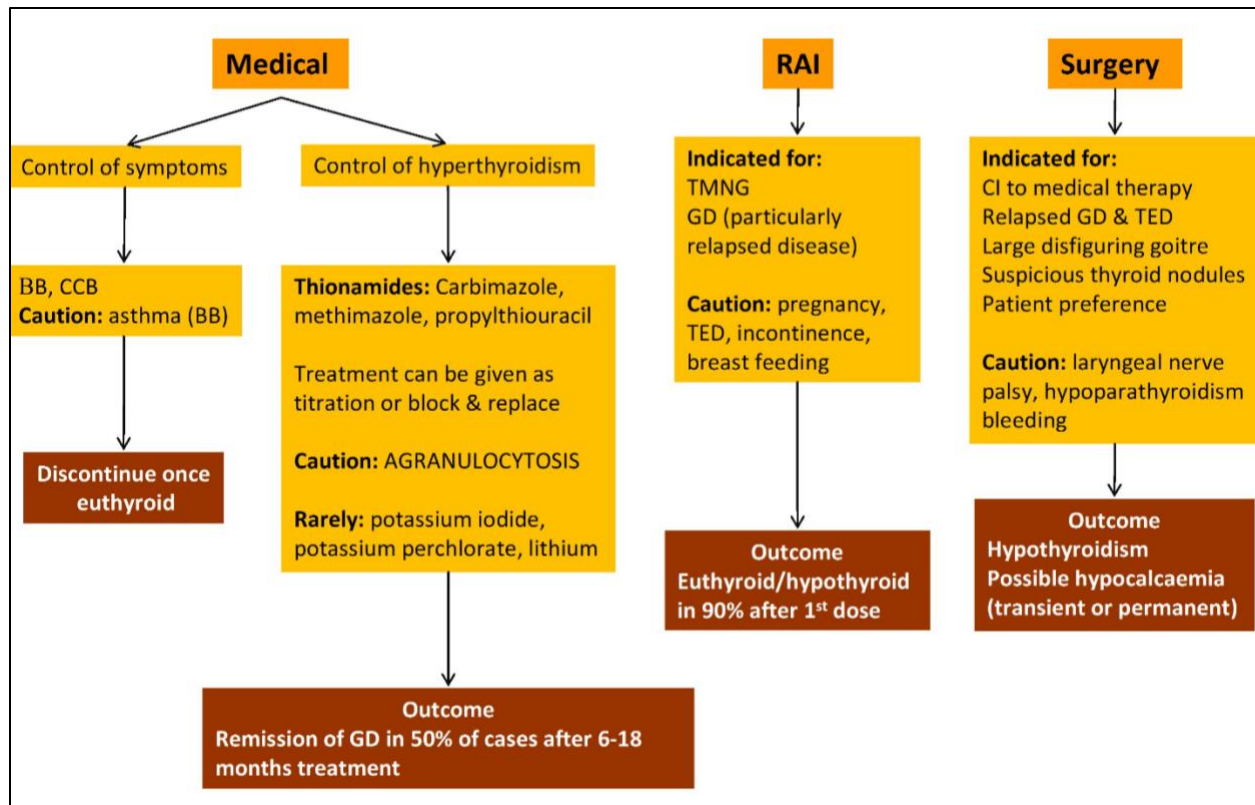 Medical
Control of symptoms
BB, CCB
Caution: asthma (BB)
Discontinue once
euthyroid
Control of hyperthyroidism
Thionamides: Carbimazole,
methimazole, propylthiouracil
Treatment can be given as
titration or block & replace
Caution: AGRANULOCYTOSIS
Rarely: potassium iodide,
potassium perchlorate, lithium
Outcome
Remission of GD in 50% of cases after 6-18
months treatment
RAI
Indicated for:
TMNG
GD (particularly
relapsed disease)
Caution: pregnancy,
TED, incontinence,
breast feeding
Outcome
Euthyroid/hypothyroid
in 90% after 1st dose
Surgery
Indicated for:
CI to medical therapy
Relapsed GD & TED
Large disfiguring goitre
Suspicious thyroid nodules
Patient preference
Caution: laryngeal nerve
palsy, hypoparathyroidism
bleeding
Outcome
Hypothyroidism
Possible hypocalcaemia
(transient or permanent)